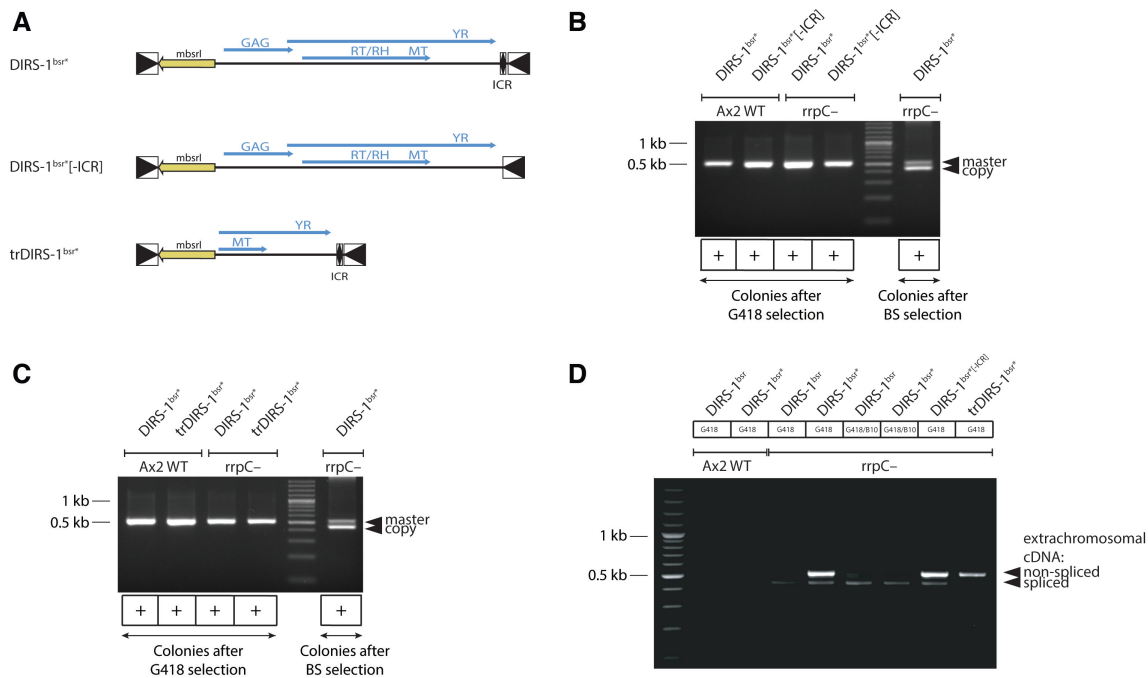 A
DIRS-1bsr*
mbsrI
GAG
YR
RT/RH
MT
ICR
DIRS-1bsr*[-ICR]
mbsrI
GAG
YR
RT/RH
MT
trDIRS-1bsr*
mbsrI
YR
MT
ICR
B
DIRS-1bsr*
DIRS-1bsr*[-ICR]
DIRS-1bsr*
DIRS-1bsr*[-ICR]
DIRS-1bsr*
Ax2 WT
rrpC–
rrpC–
1 kb
0.5 kb
master
copy
+ + + + +
Colonies after
G418 selection
Colonies after
BS selection
C
DIRS-1bsr*
trDIRS-1bsr*
DIRS-1bsr*
trDIRS-1bsr*
DIRS-1bsr*
Ax2 WT
rrpC–
rrpC–
1 kb
0.5 kb
master
copy
+ + + + +
Colonies after
G418 selection
Colonies after
BS selection
D
DIRS-1bsr
DIRS-1bsr*
DIRS-1bsr
DIRS-1bsr*
DIRS-1bsr
DIRS-1bsr*
DIRS-1bsr*[-ICR]
trDIRS-1bsr*
G418 G418 G418 G418 G418/B10 G418/B10 G418 G418
Ax2 WT
rrpC–
1 kb
0.5 kb
extrachromosomal
cDNA:
non-spliced
spliced